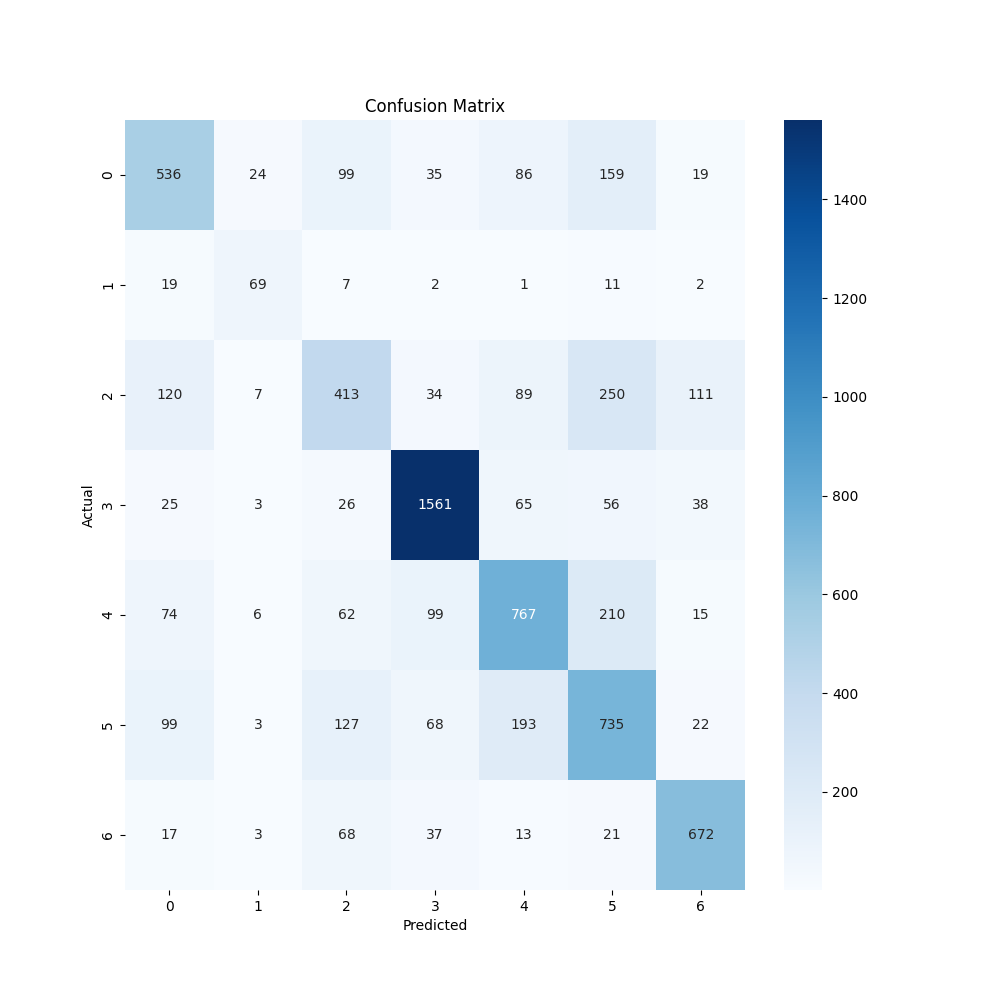 Confusion Matrix
0 536 24 99 35 86 159 19
1400
1 19 69 7 2 1 11 2
1200
2 120 7 413 34 89 250 111
1000
Actual
3 25 3 26 1561 65 56 38
800
4 74 6 62 99 767 210 15
600
400
5 99 3 127 68 193 735 22
200
6 17 3 68 37 13 21 672
0 1 2 3 4 5 6
Predicted